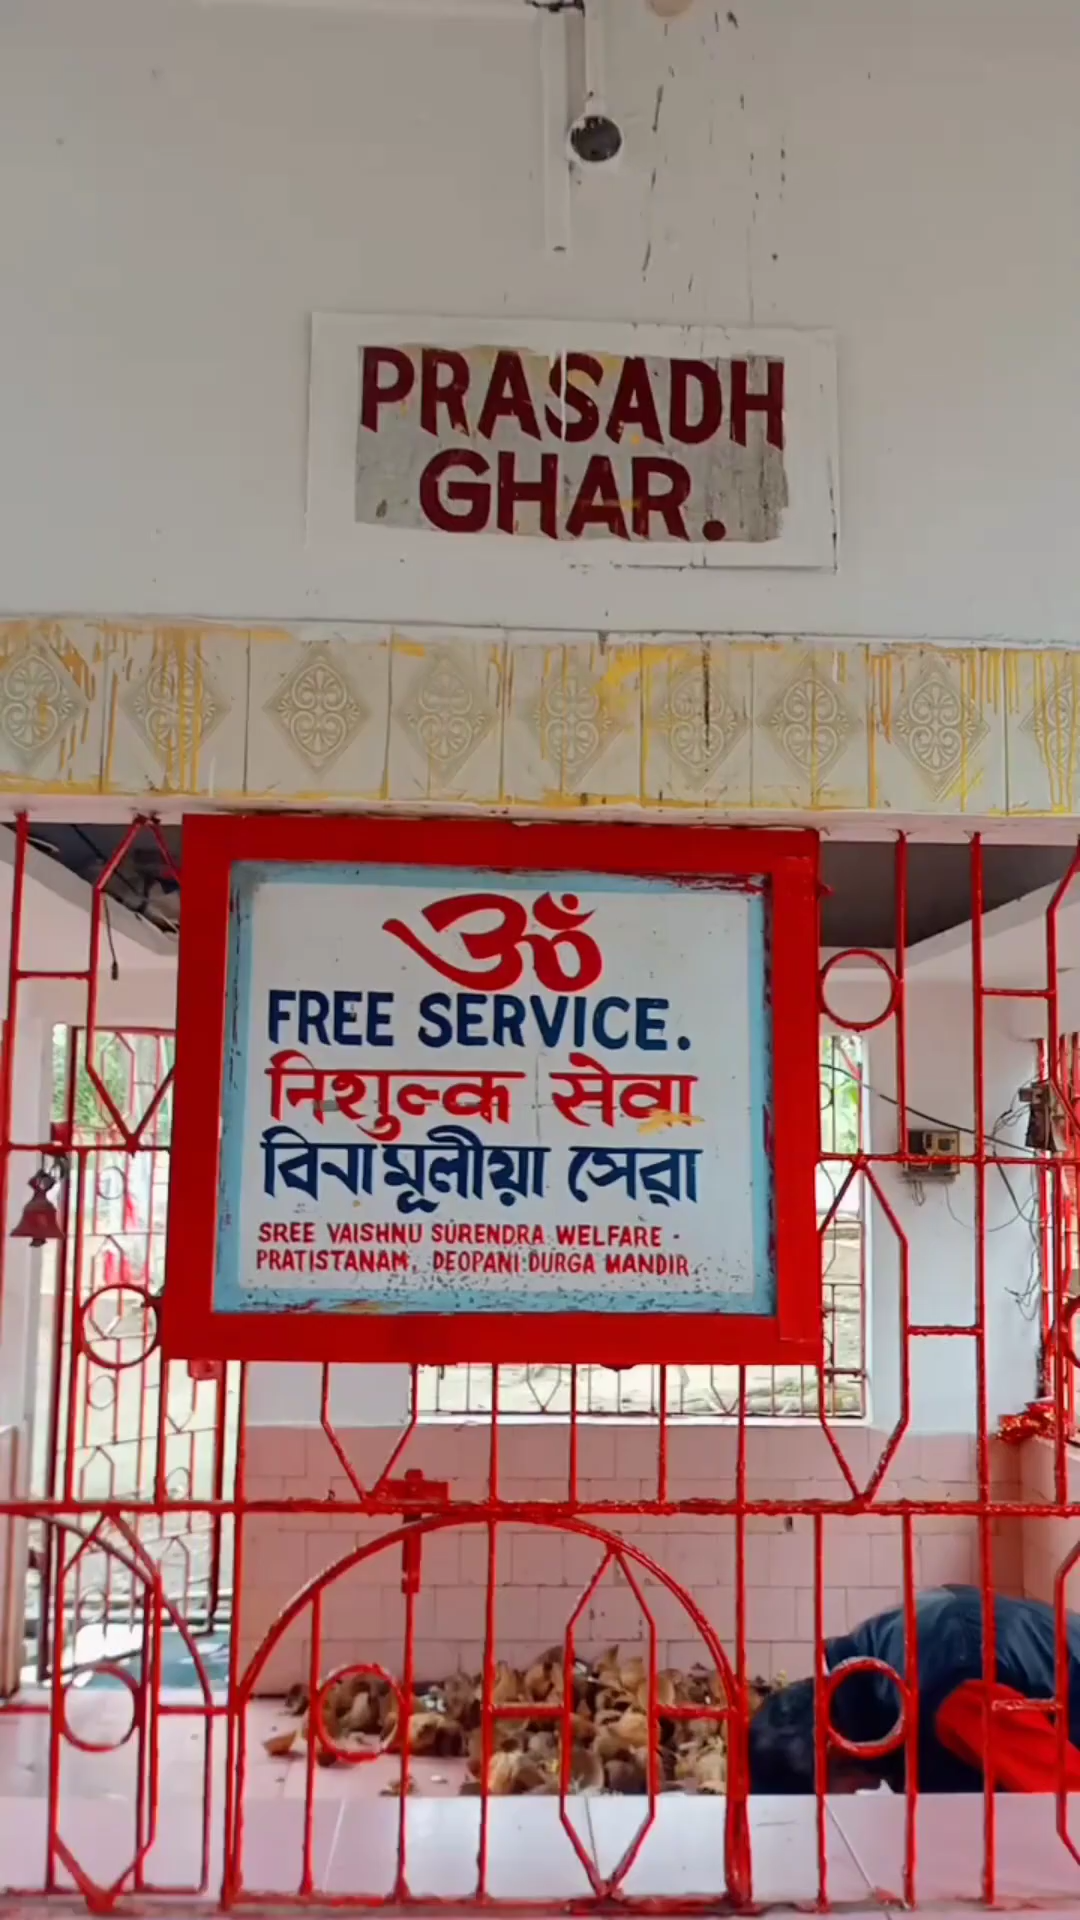 PRASADH
GHAR.
ॐ
FREE SERVICE.
निशुल्क सेवा
বিনামূলীয়া সেৱা
SREE VAISHNU SURENDRA WELFARE -
PRATISTANAM, DEOPANI DURGA MANDIR.